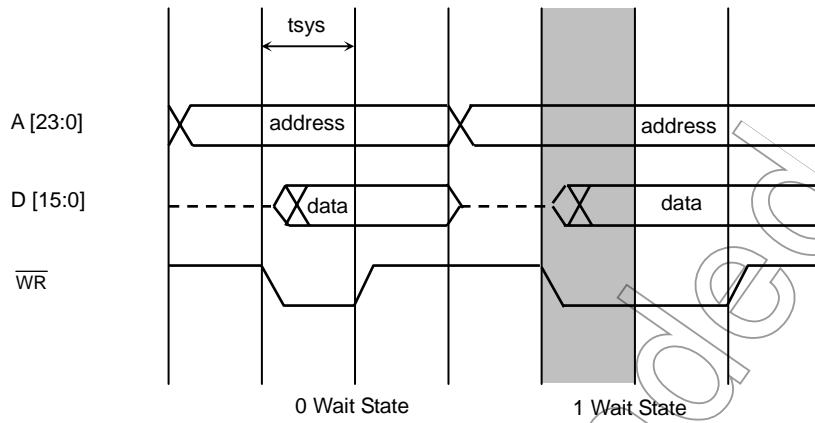 tsys
A [23:0]
address
address
D [15:0]
data
data
WR
0 Wait State
1 Wait State